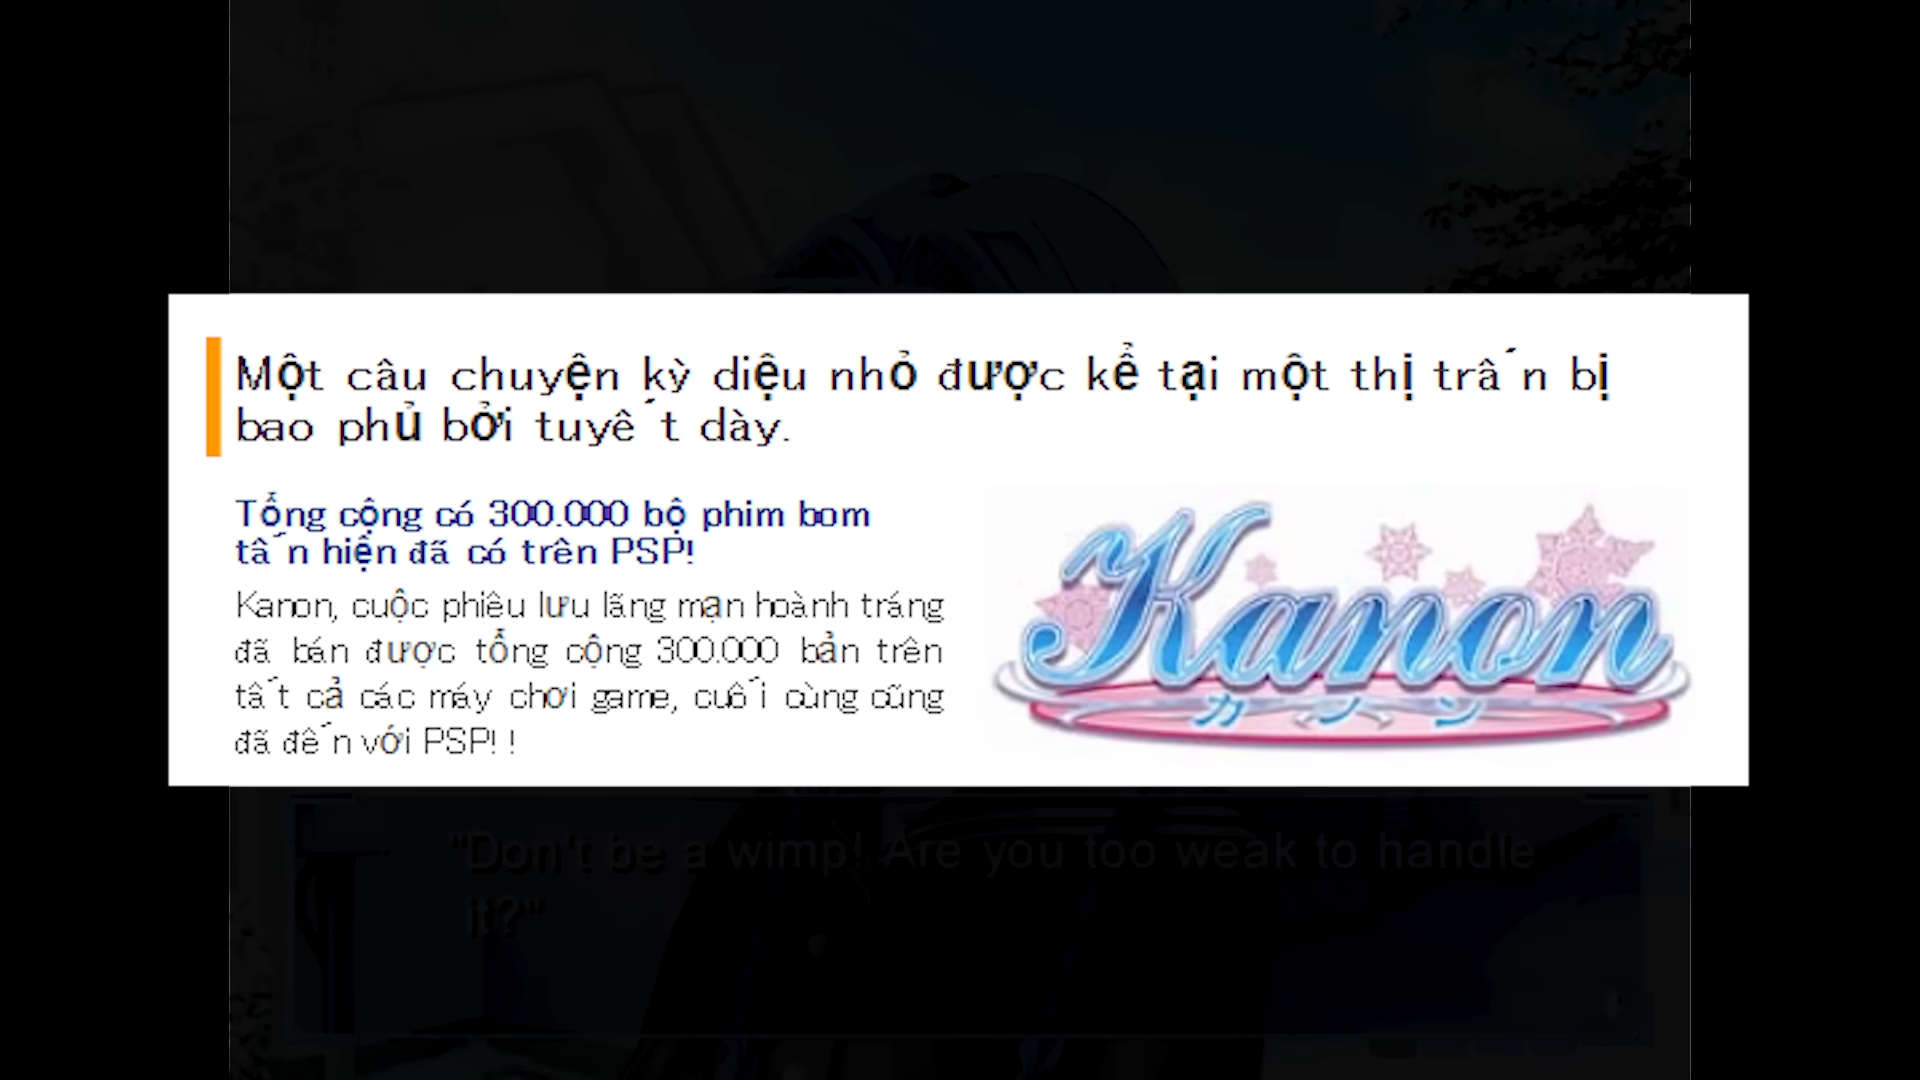 Một câu chuyện kỳ diệu nhỏ được kể tại một thị trấn bị
bao phủ bởi tuyết dày.
Tổng cộng có 300.000 bộ phim bom
tấn hiện đã có trên PSP!
Kanon, cuộc phiêu lưu lãng mạn hoành tráng
đã bán được tổng cộng 300.000 bản trên
tất cả các máy chơi game, cuối cùng cũng
đã đến với PSP! !
Kanon
カノン
"Don't be a wimp! Are you too weak to handle
it?"